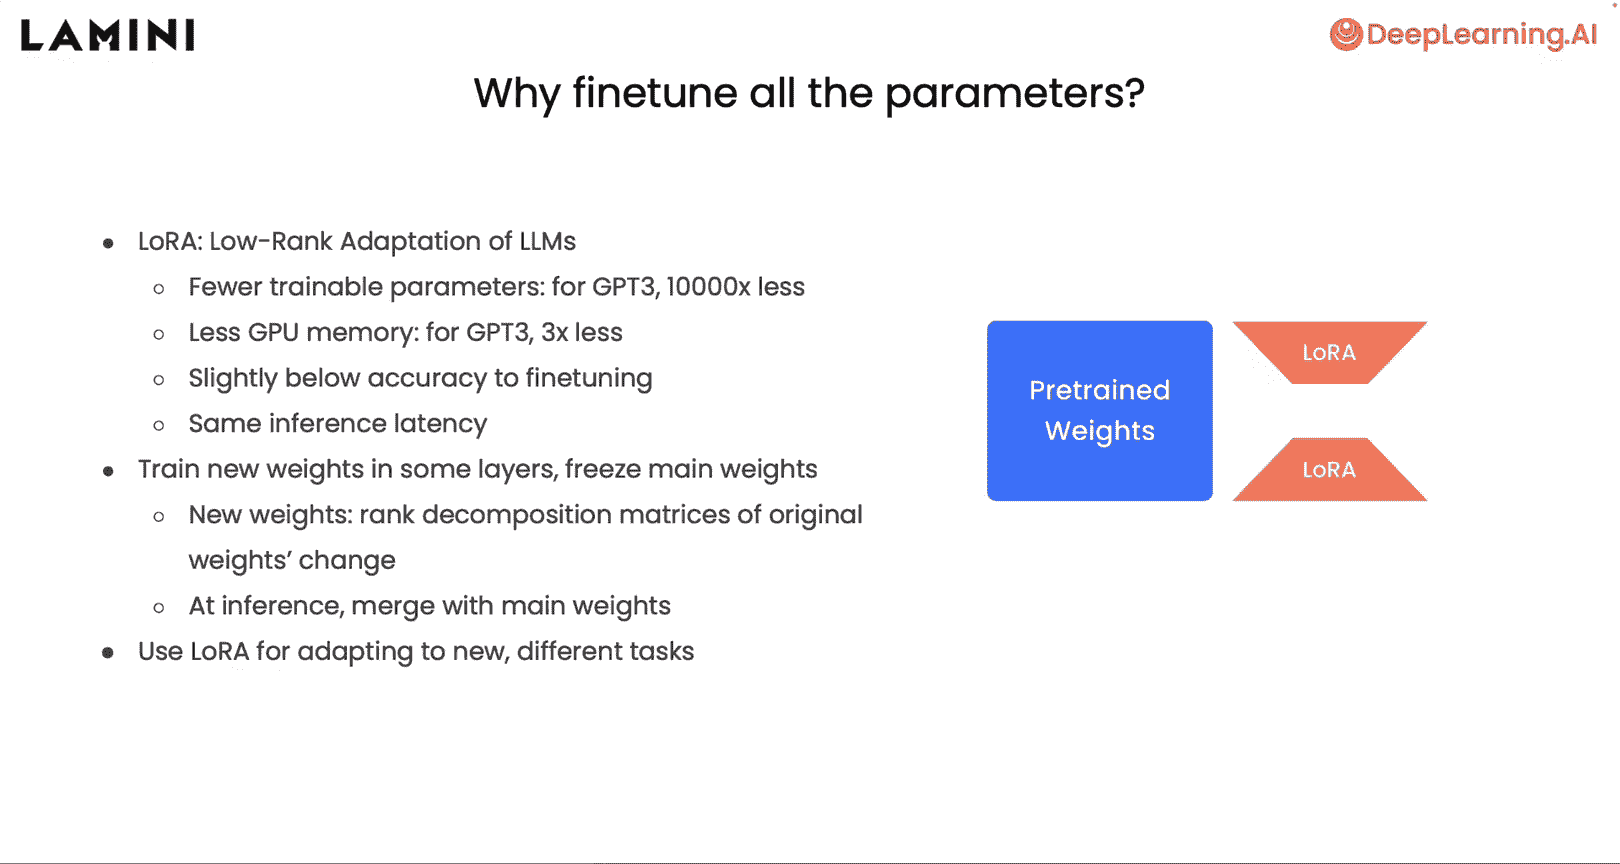 LAMINI
DeepLearning.AI
Why finetune all the parameters?
● LoRA: Low-Rank Adaptation of LLMs
○ Fewer trainable parameters: for GPT3, 10000x less
○ Less GPU memory: for GPT3, 3x less
○ Slightly below accuracy to finetuning
○ Same inference latency
● Train new weights in some layers, freeze main weights
○ New weights: rank decomposition matrices of original
weights’ change
○ At inference, merge with main weights
● Use LoRA for adapting to new, different tasks
Pretrained
Weights
LoRA
LoRA